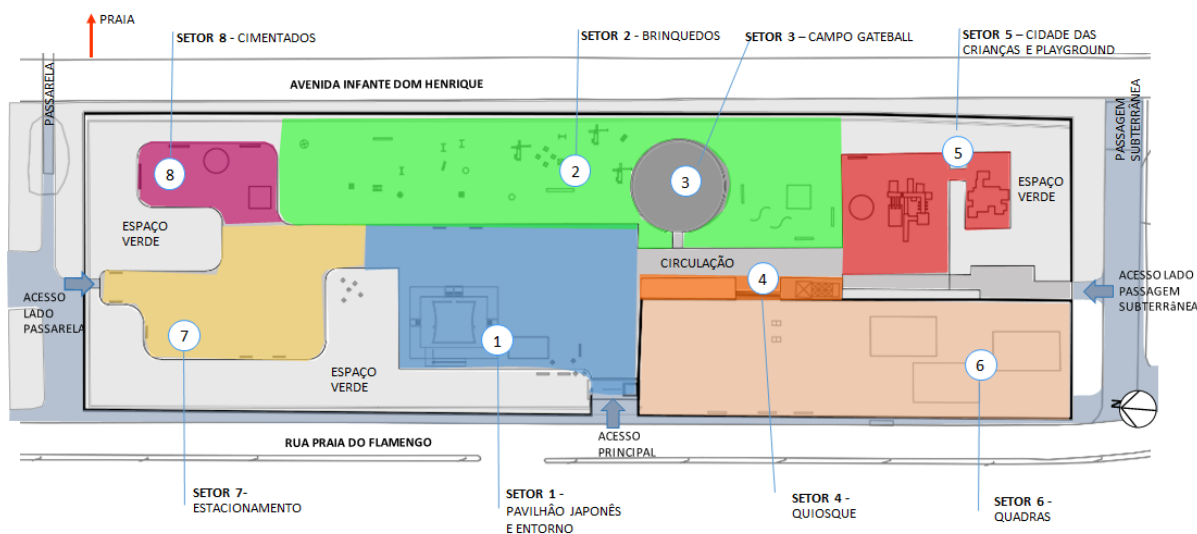 PRAIA
SETOR 8 - CIMENTADOS
SETOR 2 - BRINQUEDOS
SETOR 3 - CAMPO GATEBALL
SETOR 5 – CIDADE DAS
CRIANÇAS E PLAYGROUND
PASSARELA
AVENIDA INFANTE DOM HENRIQUE
PASSAGEM
SUBTERRÂNEA
8
2
3
5
ESPAÇO
VERDE
ESPAÇO
VERDE
CIRCULAÇÃO
4
ACESSO
LADO
PASSARELA
ACESSO LADO
PASSAGEM
SUBTERRâNEA
7
1
6
ESPAÇO
VERDE
N
RUA PRAIA DO FLAMENGO
ACESSO
PRINCIPAL
SETOR 7-
ESTACIONAMENTO
SETOR 1 -
PAVILHÃO JAPONÊS
E ENTORNO
SETOR 4 -
QUIOSQUE
SETOR 6 -
QUADRAS